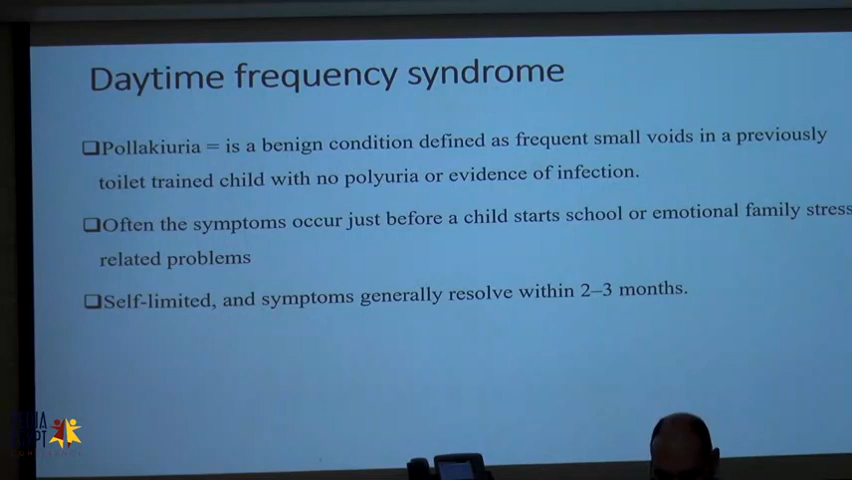 Daytime frequency syndrome
❑Pollakiuria = is a benign condition defined as frequent small voids in a previously
toilet trained child with no polyuria or evidence of infection.
❑Often the symptoms occur just before a child starts school or emotional family stress
related problems
❑Self-limited, and symptoms generally resolve within 2–3 months.